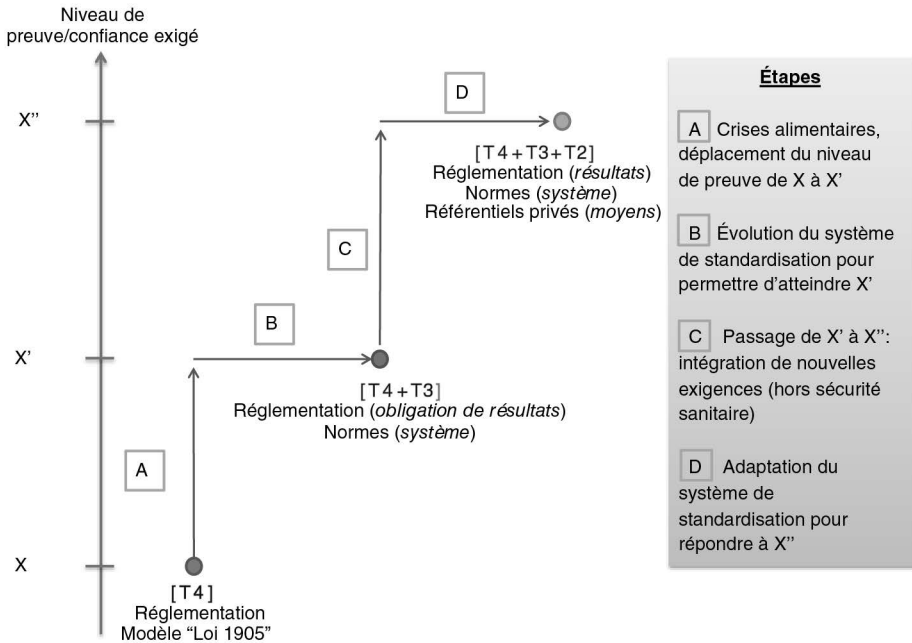 Niveau de
preuve/confiance exigé
X''
X'
X
A
B
C
D
[T4+T3+T2]
Réglementation (résultats)
Normes (système)
Référentiels privés (moyens)
[T4+T3]
Réglementation (obligation de résultats)
Normes (système)
[T4]
Réglementation
Modèle “Loi 1905”
Étapes
A Crises alimentaires,
déplacement du niveau
de preuve de X à X’
B Évolution du système
de standardisation pour
permettre d’atteindre X’
C Passage de X’ à X’’:
intégration de nouvelles
exigences (hors sécurité
sanitaire)
D Adaptation du
système de
standardisation pour
répondre à X’’